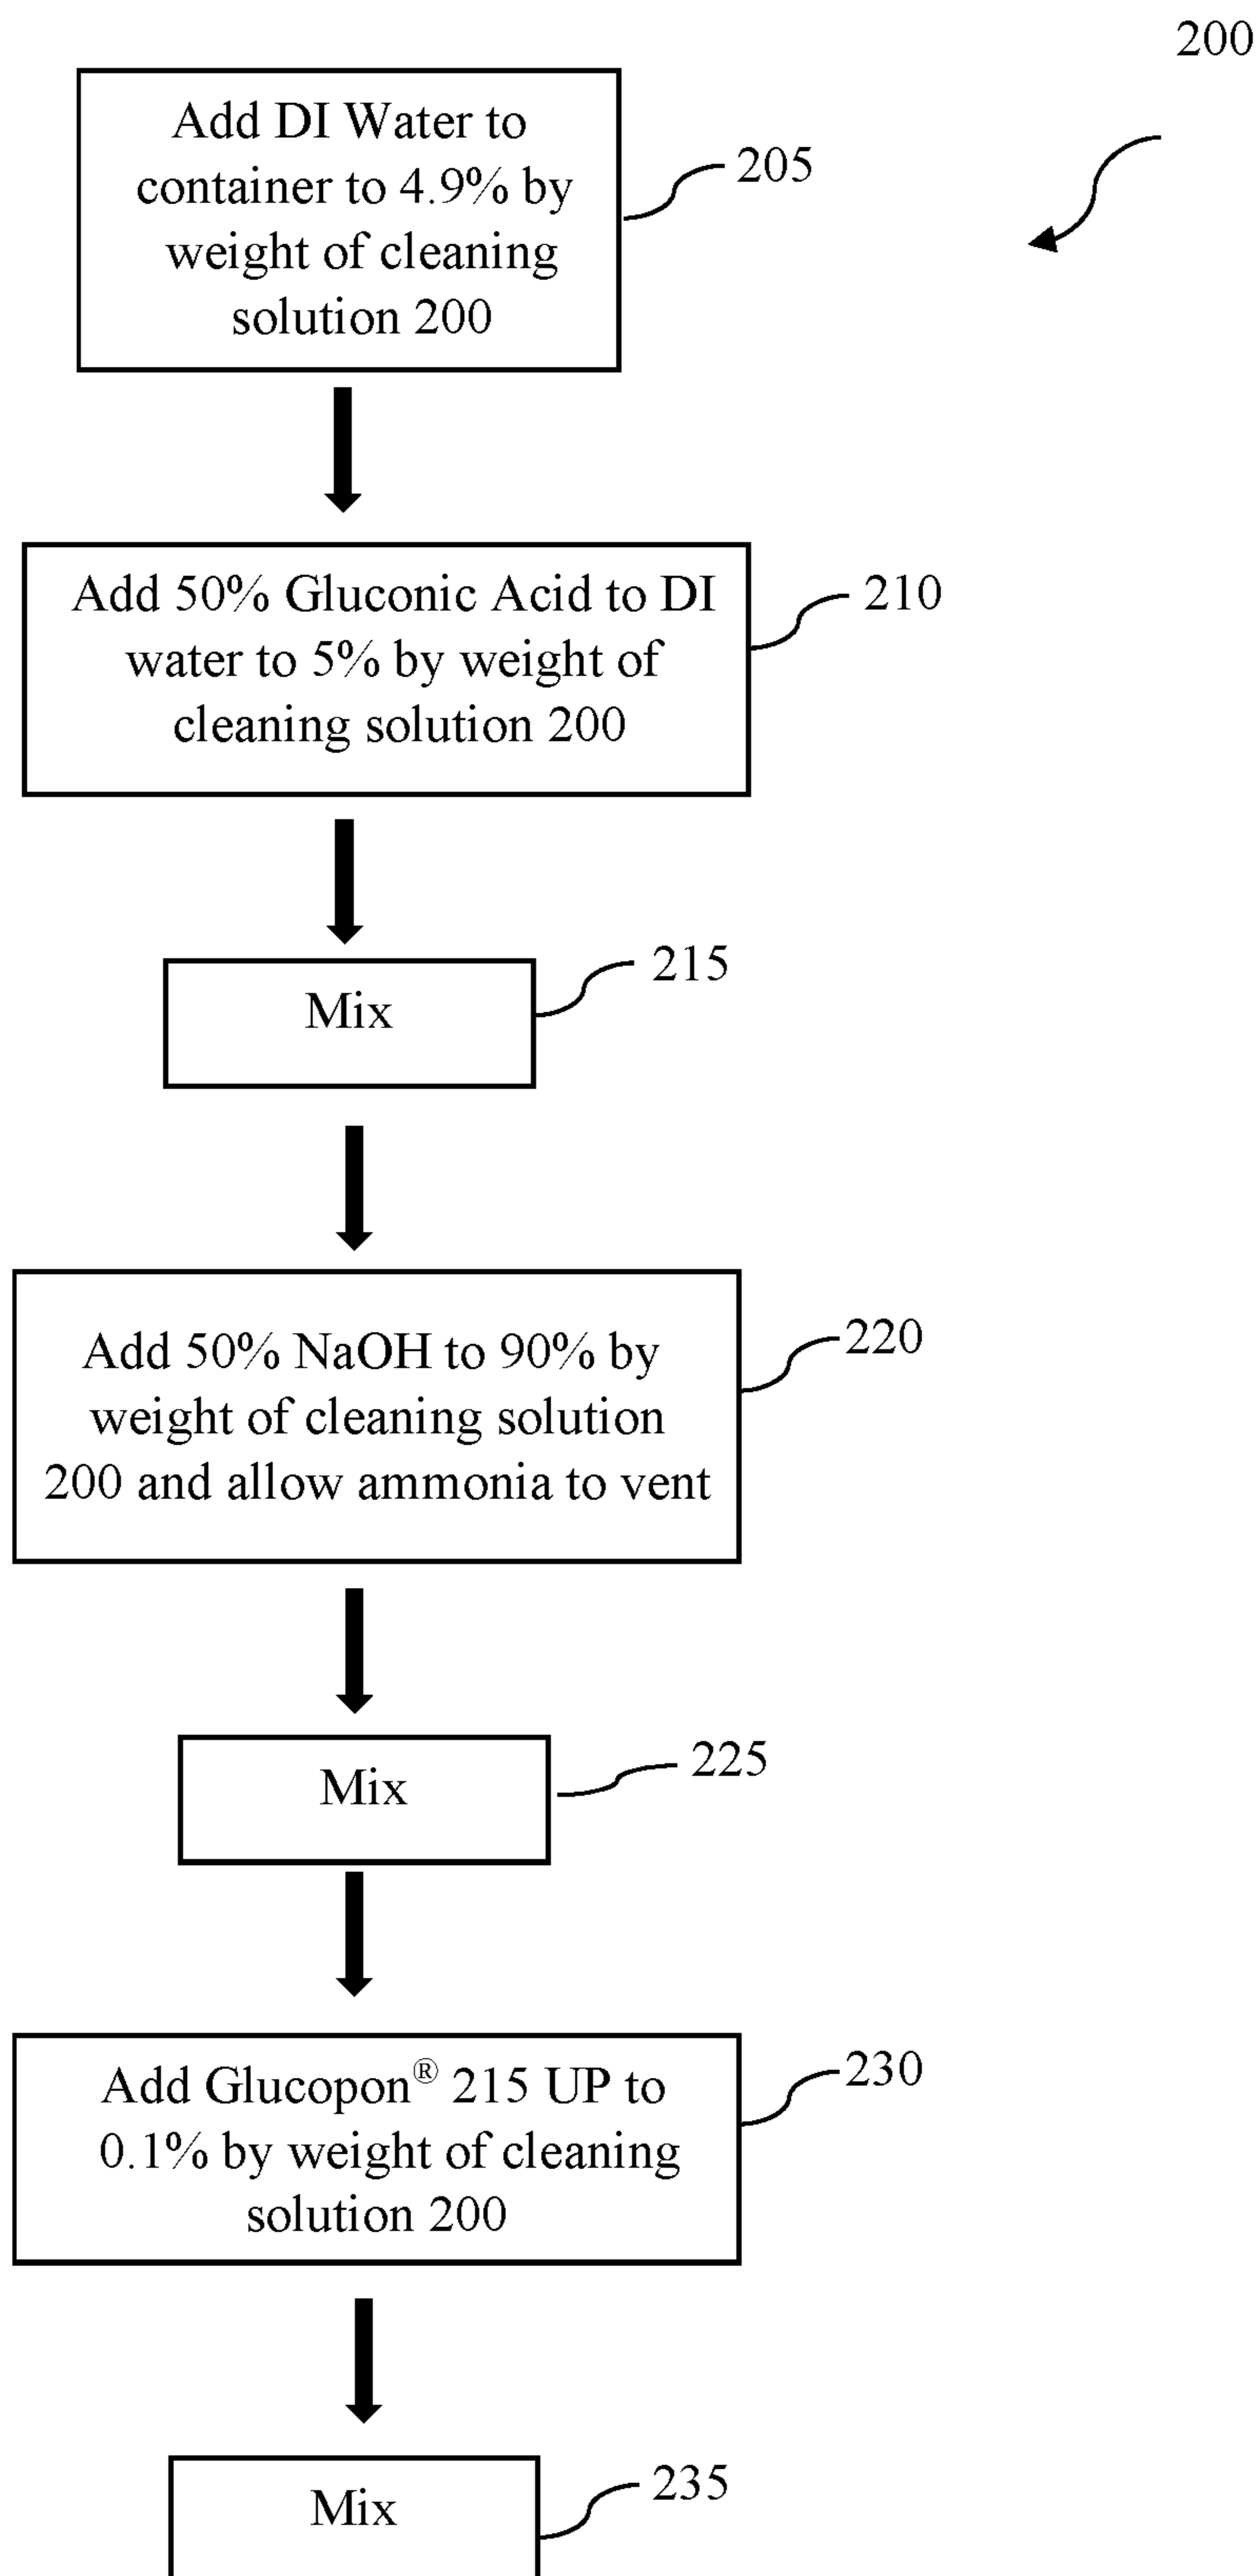 200
Add DI Water to
container to 4.9% by
weight of cleaning
solution 200
205
Add 50% Gluconic Acid to DI
water to 5% by weight of
cleaning solution 200
210
Mix
215
Add 50% NaOH to 90% by
weight of cleaning solution
200 and allow ammonia to vent
220
Mix
225
Add Glucopon® 215 UP to
0.1% by weight of cleaning
solution 200
230
Mix
235